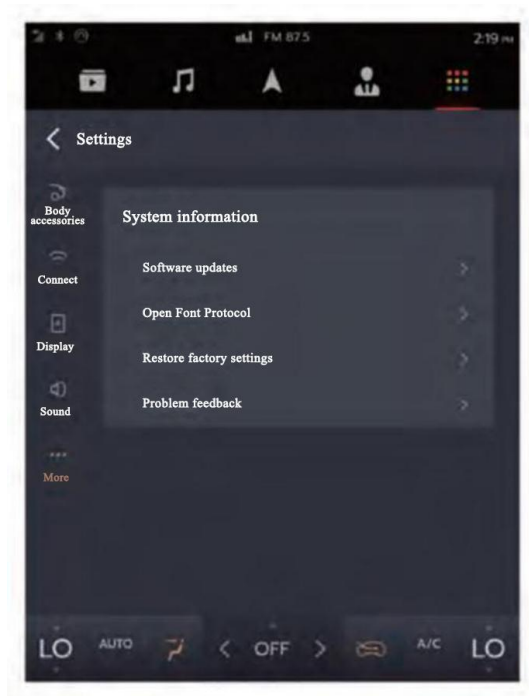 FM 87.5
2:19 PM
Settings
Body
accessories
System information
Software updates
Connect
Open Font Protocol
Display
Restore factory settings
Sound
Problem feedback
More
LO AUTO OFF A/C LO